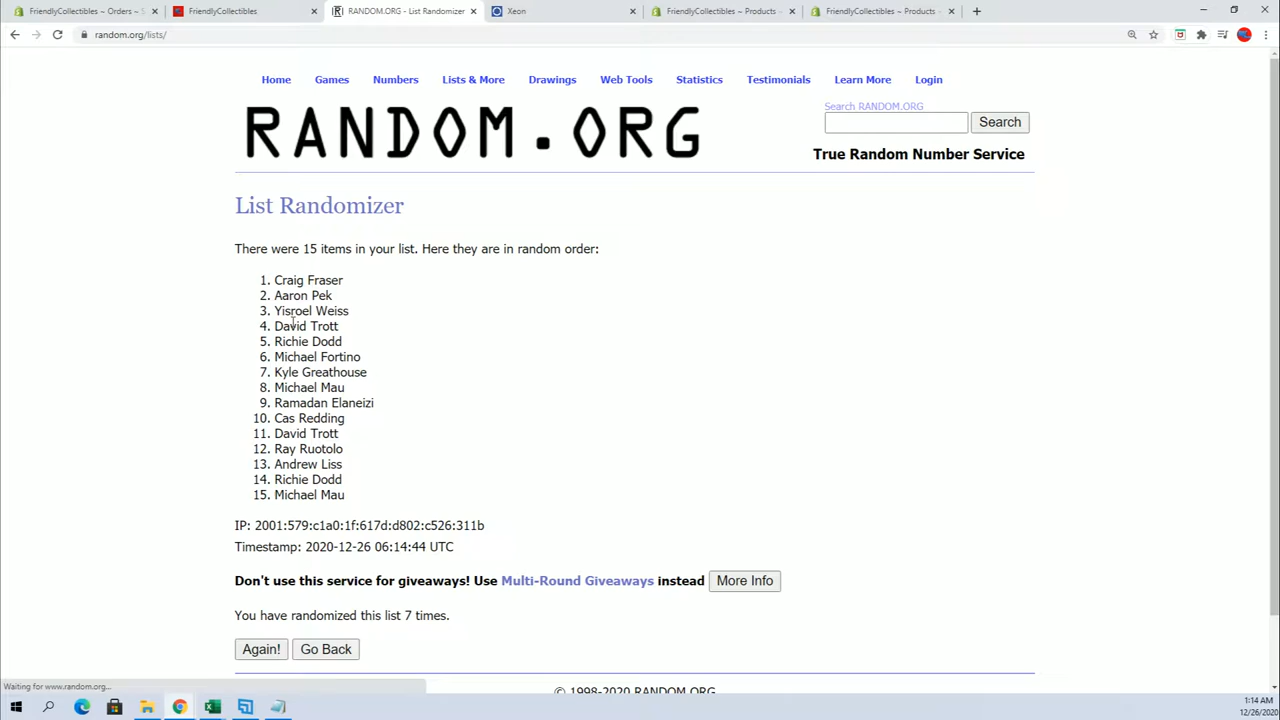 FriendlyCollectibles ~ Orders ~ S
FriendlyCollectibles
RANDOM.ORG - List Randomizer
Xeon
FriendlyCollectibles ~ Products ~
FriendlyCollectibles ~ Products ~
random.org/lists/
Home Games Numbers Lists & More Drawings Web Tools Statistics Testimonials Learn More Login
RANDOM.ORG
Search RANDOM.ORG
Search
True Random Number Service
List Randomizer
There were 15 items in your list. Here they are in random order:
1. Craig Fraser
2. Aaron Pek
3. Yisroel Weiss
4. David Trott
5. Richie Dodd
6. Michael Fortino
7. Kyle Greathouse
8. Michael Mau
9. Ramadan Elaneizi
10. Cas Redding
11. David Trott
12. Ray Ruotolo
13. Andrew Liss
14. Richie Dodd
15. Michael Mau
IP: 2001:579:c1a0:1f:617d:d802:c526:311b
Timestamp: 2020-12-26 06:14:44 UTC
Don't use this service for giveaways! Use Multi-Round Giveaways instead More Info
You have randomized this list 7 times.
Again! Go Back
© 1998-2020 RANDOM.ORG
Waiting for www.random.org...
1:14 AM
12/26/2020